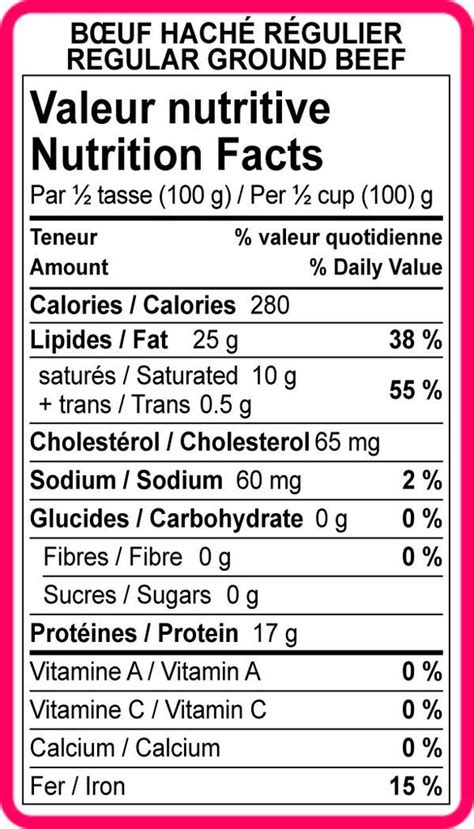 BŒUF HACHÉ RÉGULIER
REGULAR GROUND BEEF
Valeur nutritive
Nutrition Facts
Par ½ tasse (100 g) / Per ½ cup (100) g
Teneur % valeur quotidienne
Amount % Daily Value
Calories / Calories 280
Lipides / Fat 25 g 38 %
saturés / Saturated 10 g
+ trans / Trans 0.5 g 55 %
Cholestérol / Cholesterol 65 mg
Sodium / Sodium 60 mg 2 %
Glucides / Carbohydrate 0 g 0 %
Fibres / Fibre 0 g 0 %
Sucres / Sugars 0 g
Protéines / Protein 17 g
Vitamine A / Vitamin A 0 %
Vitamine C / Vitamin C 0 %
Calcium / Calcium 0 %
Fer / Iron 15 %